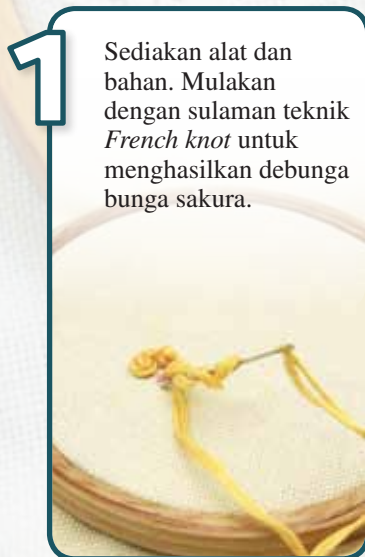 1
Sediakan alat dan
bahan. Mulakan
dengan sulaman teknik
French knot untuk
menghasilkan debunga
bunga sakura.